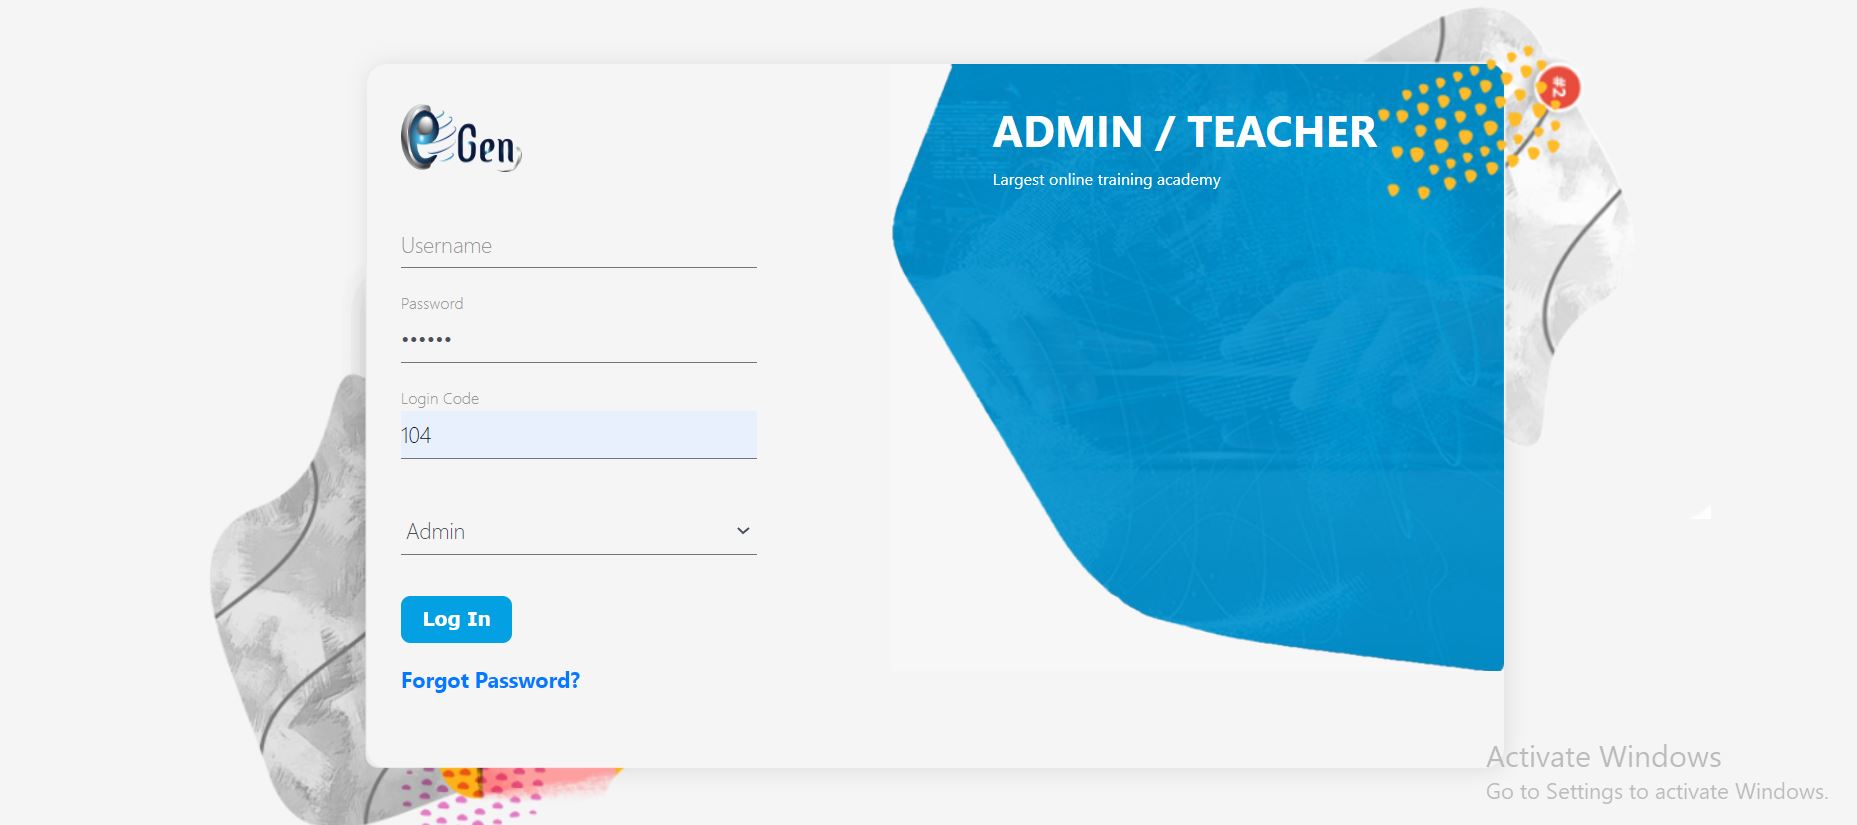 eGen
Username
Password
••••••
Login Code
104
Admin
Log In
Forgot Password?
ADMIN / TEACHER
Largest online training academy
#2
Activate Windows
Go to Settings to activate Windows.